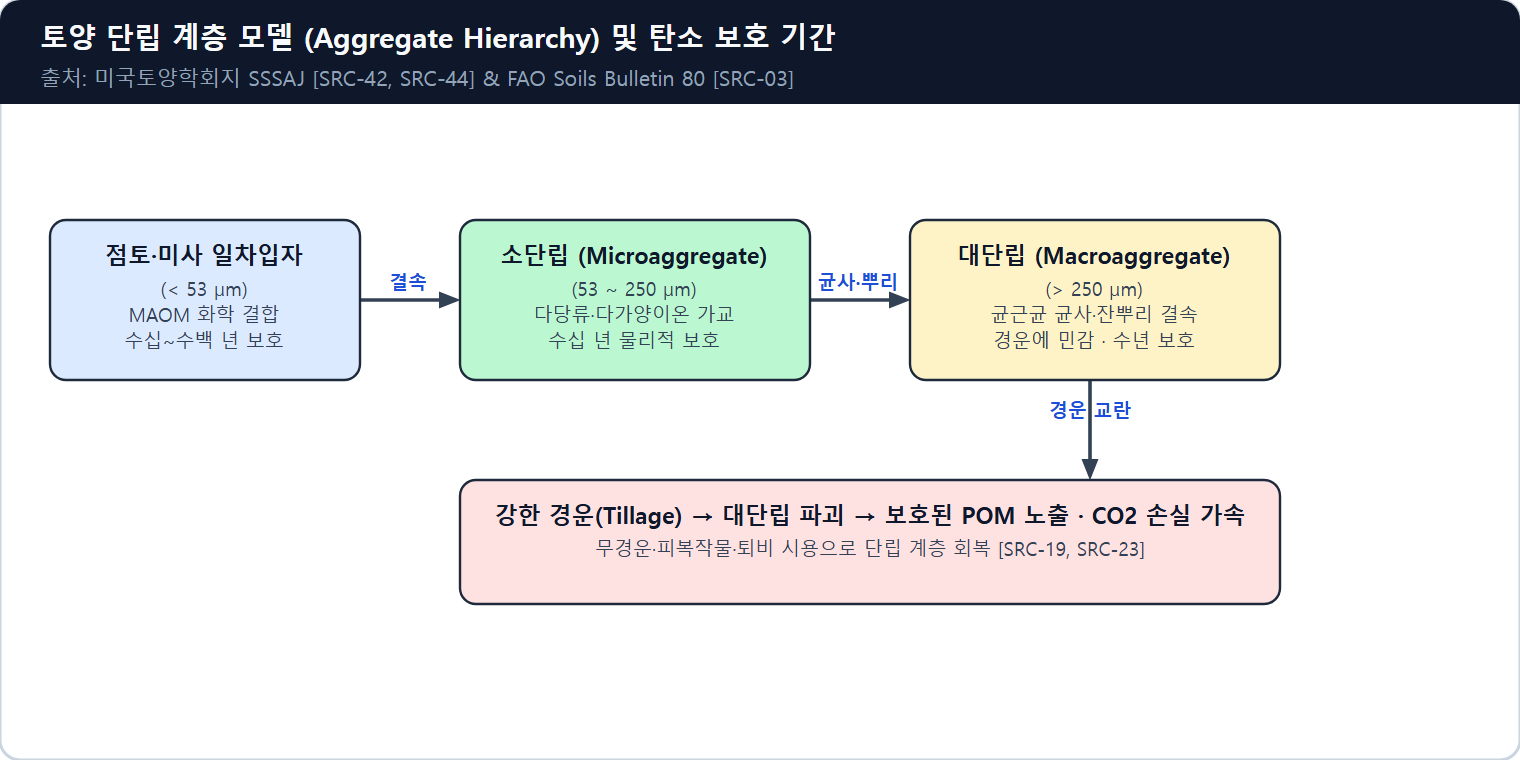 토양 단립 계층 모델 (Aggregate Hierarchy) 및 탄소 보호 기간
출처: 미국토양학회지 SSSAJ [SRC-42, SRC-44] & FAO Soils Bulletin 80 [SRC-03]
점토·미사 일차입자
(< 53 µm)
MAOM 화학 결합
수십~수백 년 보호
결속
소단립 (Microaggregate)
(53 ~ 250 µm)
다당류·다가양이온 가교
수십 년 물리적 보호
균사·뿌리
대단립 (Macroaggregate)
(> 250 µm)
균근균 균사·잔뿌리 결속
경운에 민감 · 수년 보호
경운 교란
강한 경운(Tillage) → 대단립 파괴 → 보호된 POM 노출 · CO2 손실 가속
무경운·피복작물·퇴비 시용으로 단립 계층 회복 [SRC-19, SRC-23]